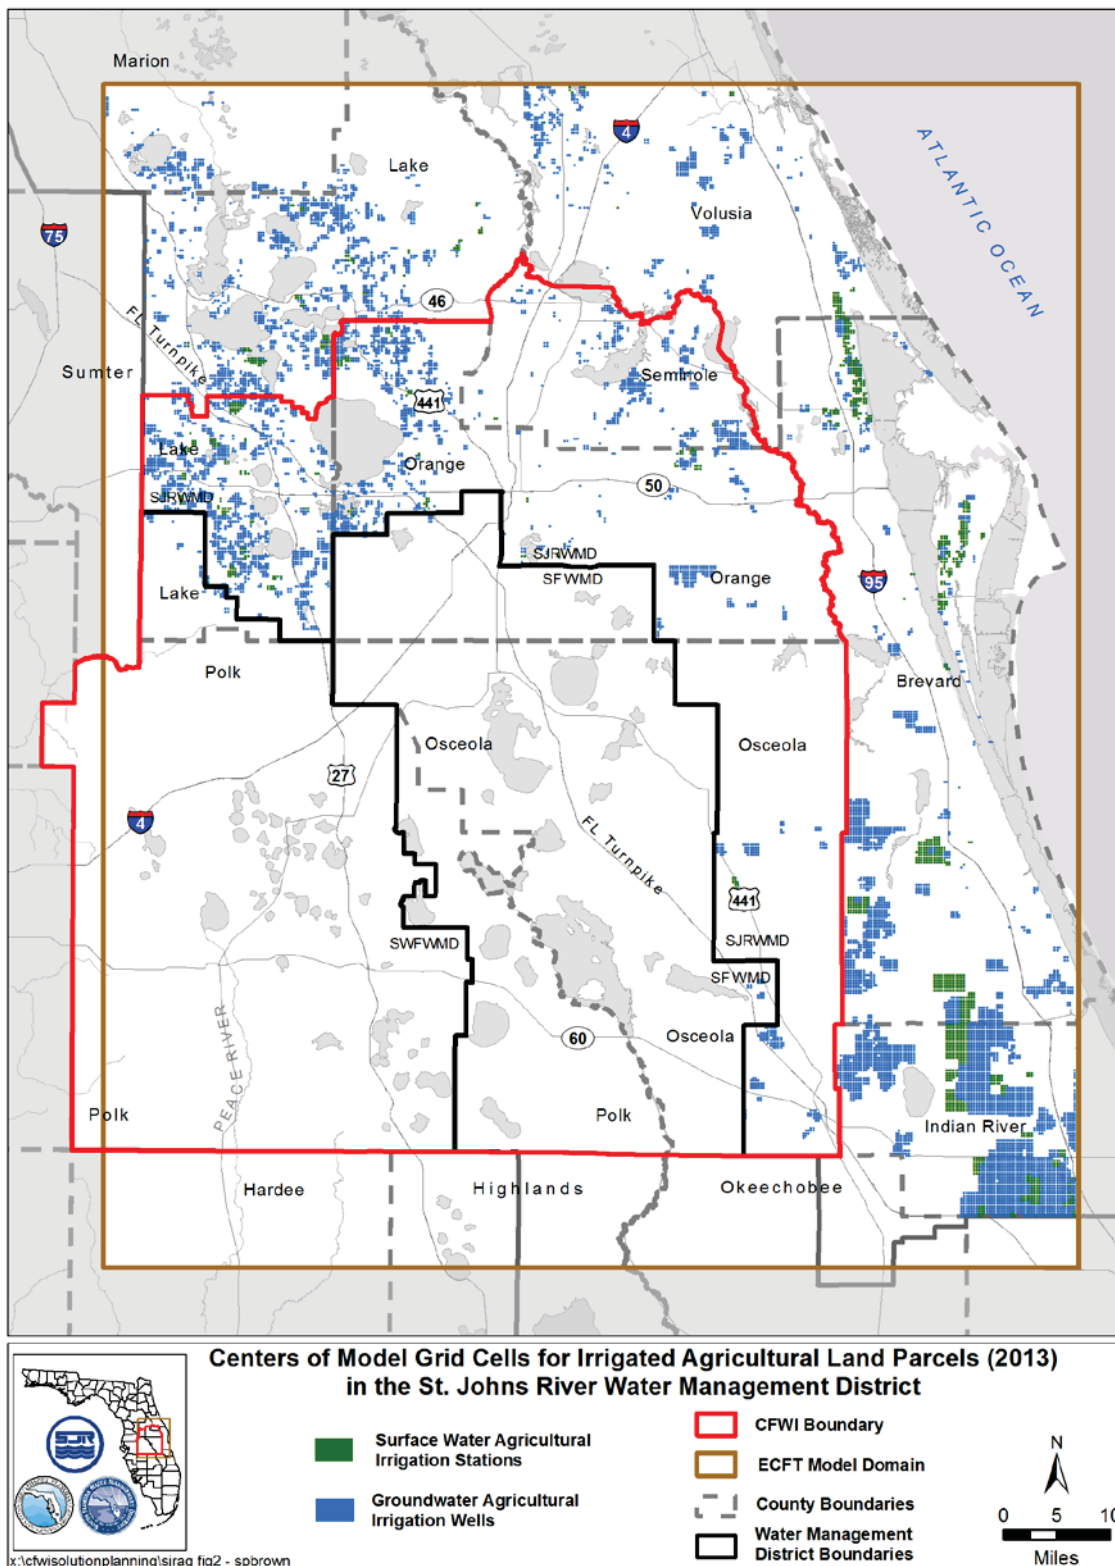 Marion
4
Lake
ATLANTIC OCEAN
Volusia
75
46
FL Turnpike
Sumter
Seminole
441
Lake
Orange
50
SJRWMD
SJRWMD
SFWMD
Orange
95
Lake
Polk
Brevard
Osceola
Osceola
27
4
FL Turnpike
441
SWFWMD
SJRWMD
SFWMD
PEACE RIVER
60
Osceola
Polk
Polk
Indian River
Hardee
Highlands
Okeechobee
Centers of Model Grid Cells for Irrigated Agricultural Land Parcels (2013)
in the St. Johns River Water Management District
SJR
Surface Water Agricultural
Irrigation Stations
Groundwater Agricultural
Irrigation Wells
CFWI Boundary
ECFT Model Domain
County Boundaries
Water Management
District Boundaries
N
0 5 10
Miles
x:\cfwisolutionplanning\sirag fig2 - spbrown